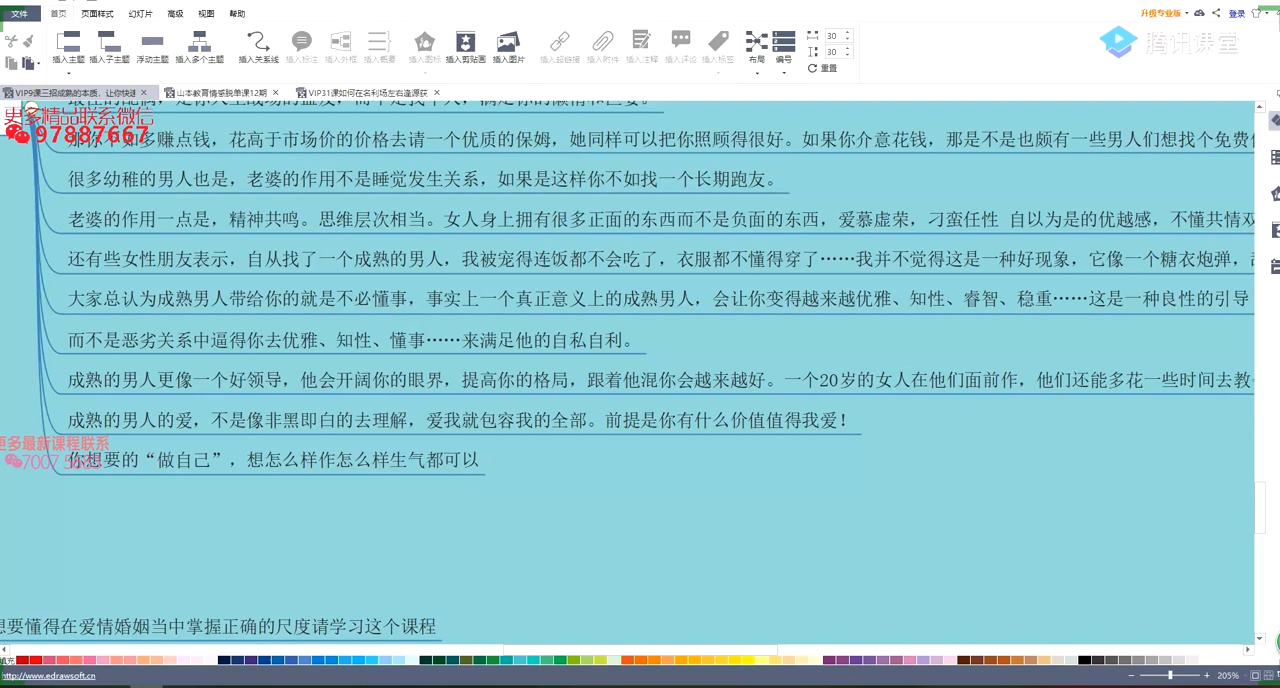 文件 首页 页面样式 幻灯片 高级 视图 帮助 升级专业版 登录
插入主题 插入子主题 浮动主题 插入多个主题 插入关系线 插入标注 插入外框 插入概要 插入图标 插入剪贴画 插入图片 插入超链接 插入附件 插入注释 插入评论 插入标签 布局 编号 30 30 重置
腾讯课堂
VIP9课三招成熟的本质，让你快速 山本教育情感脱单课12期 VIP31课如何在名利场左右逢源获
更多精品联系微信
97887667
那你不如多赚点钱，花高于市场价的价格去请一个优质的保姆，她同样可以把你照顾得很好。如果你介意花钱，那是不是也颇有一些男人们想找个免费
很多幼稚的男人也是，老婆的作用不是睡觉发生关系，如果是这样你不如找一个长期跑友。
老婆的作用一点是，精神共鸣。思维层次相当。女人身上拥有很多正面的东西而不是负面的东西，爱慕虚荣，刁蛮任性 自以为是的优越感，不懂共情双
还有些女性朋友表示，自从找了一个成熟的男人，我被宠得连饭都不会吃了，衣服都不懂得穿了……我并不觉得这是一种好现象，它像一个糖衣炮弹，
大家总认为成熟男人带给你的就是不必懂事，事实上一个真正意义上的成熟男人，会让你变得越来越优雅、知性、睿智、稳重……这是一种良性的引导
而不是恶劣关系中逼得你去优雅、知性、懂事……来满足他的自私自利。
成熟的男人更像一个好领导，他会开阔你的眼界，提高你的格局，跟着他混你会越来越好。一个20岁的女人在他们面前作，他们还能多花一些时间去教
成熟的男人的爱，不是像非黑即白的去理解，爱我就包容我的全部。前提是你有什么价值值得我爱！
更多最新课程联系
你想要的“做自己”，想怎么样作怎么样生气都可以
想要懂得在爱情婚姻当中掌握正确的尺度请学习这个课程
填充
http://www.edrawsoft.cn 205%